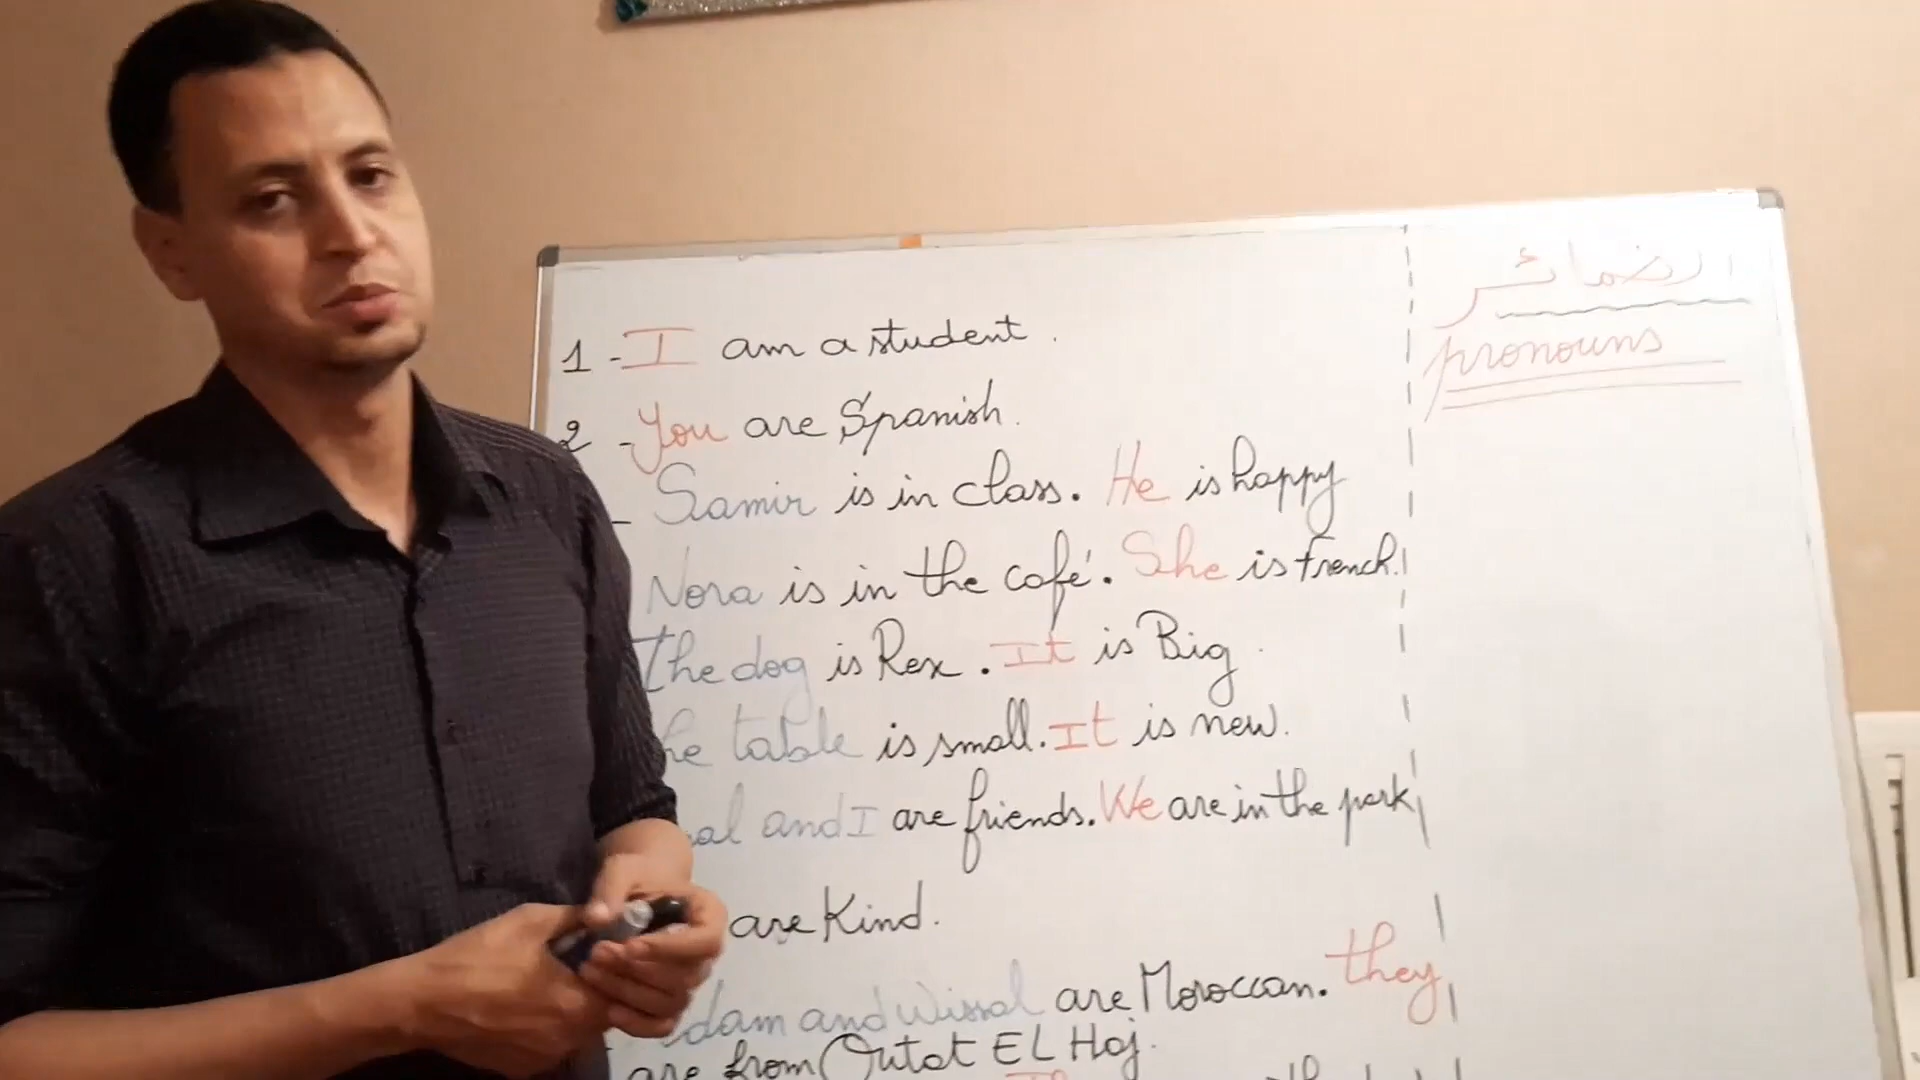 1 - I am a student.
2 - You are Spanish.
- Samir is in class. He is happy
Nora is in the café. She is French.
The dog is Rex. It is Big.
he table is small. It is new.
and I are friends. We are in the park
are Kind.
dam and Wissal are Moroccan. they
are from Outat EL Haj.
الضمائر
pronouns